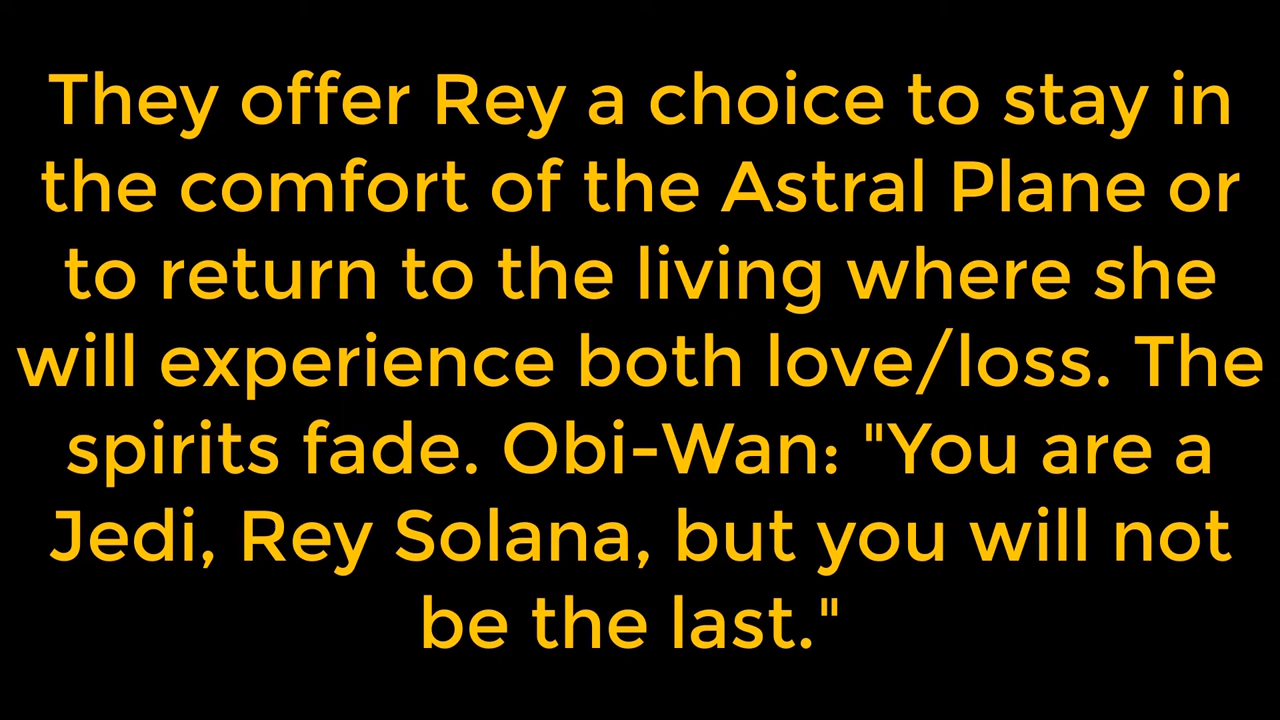 They offer Rey a choice to stay in
the comfort of the Astral Plane or
to return to the living where she
will experience both love/loss. The
spirits fade. Obi-Wan: "You are a
Jedi, Rey Solana, but you will not
be the last."